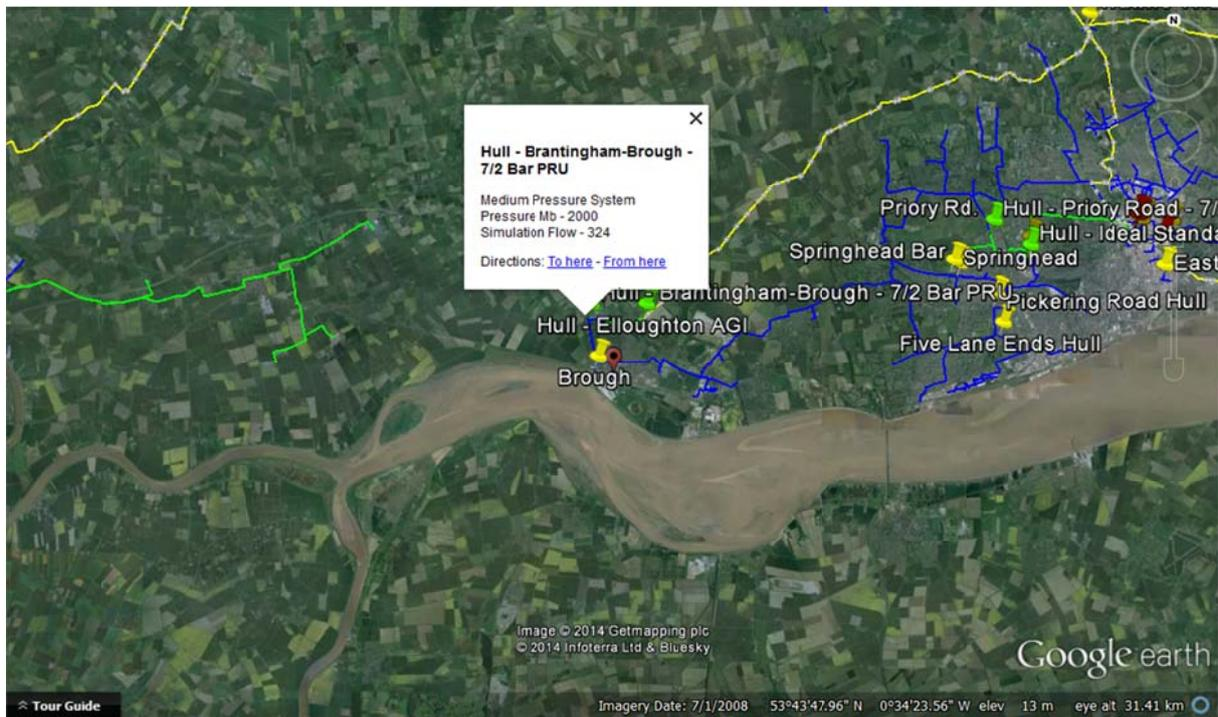 N
×
Hull - Brantingham-Brough -
7/2 Bar PRU
Medium Pressure System
Pressure Mb - 2000
Simulation Flow - 324
Directions: To here - From here
Priory Rd.
Hull - Priory Road - 7/
Hull - Ideal Standa
Springhead Bar
Springhead
East
Hull - Brantingham-Brough - 7/2 Bar PRU
Pickering Road Hull
Hull - Elloughton AGI
Five Lane Ends Hull
Brough
Image © 2014 Getmapping plc
© 2014 Infoterra Ltd & Bluesky
Google earth
Tour Guide
Imagery Date: 7/1/2008 53°43'47.96" N 0°34'23.56" W elev 13 m eye alt 31.41 km